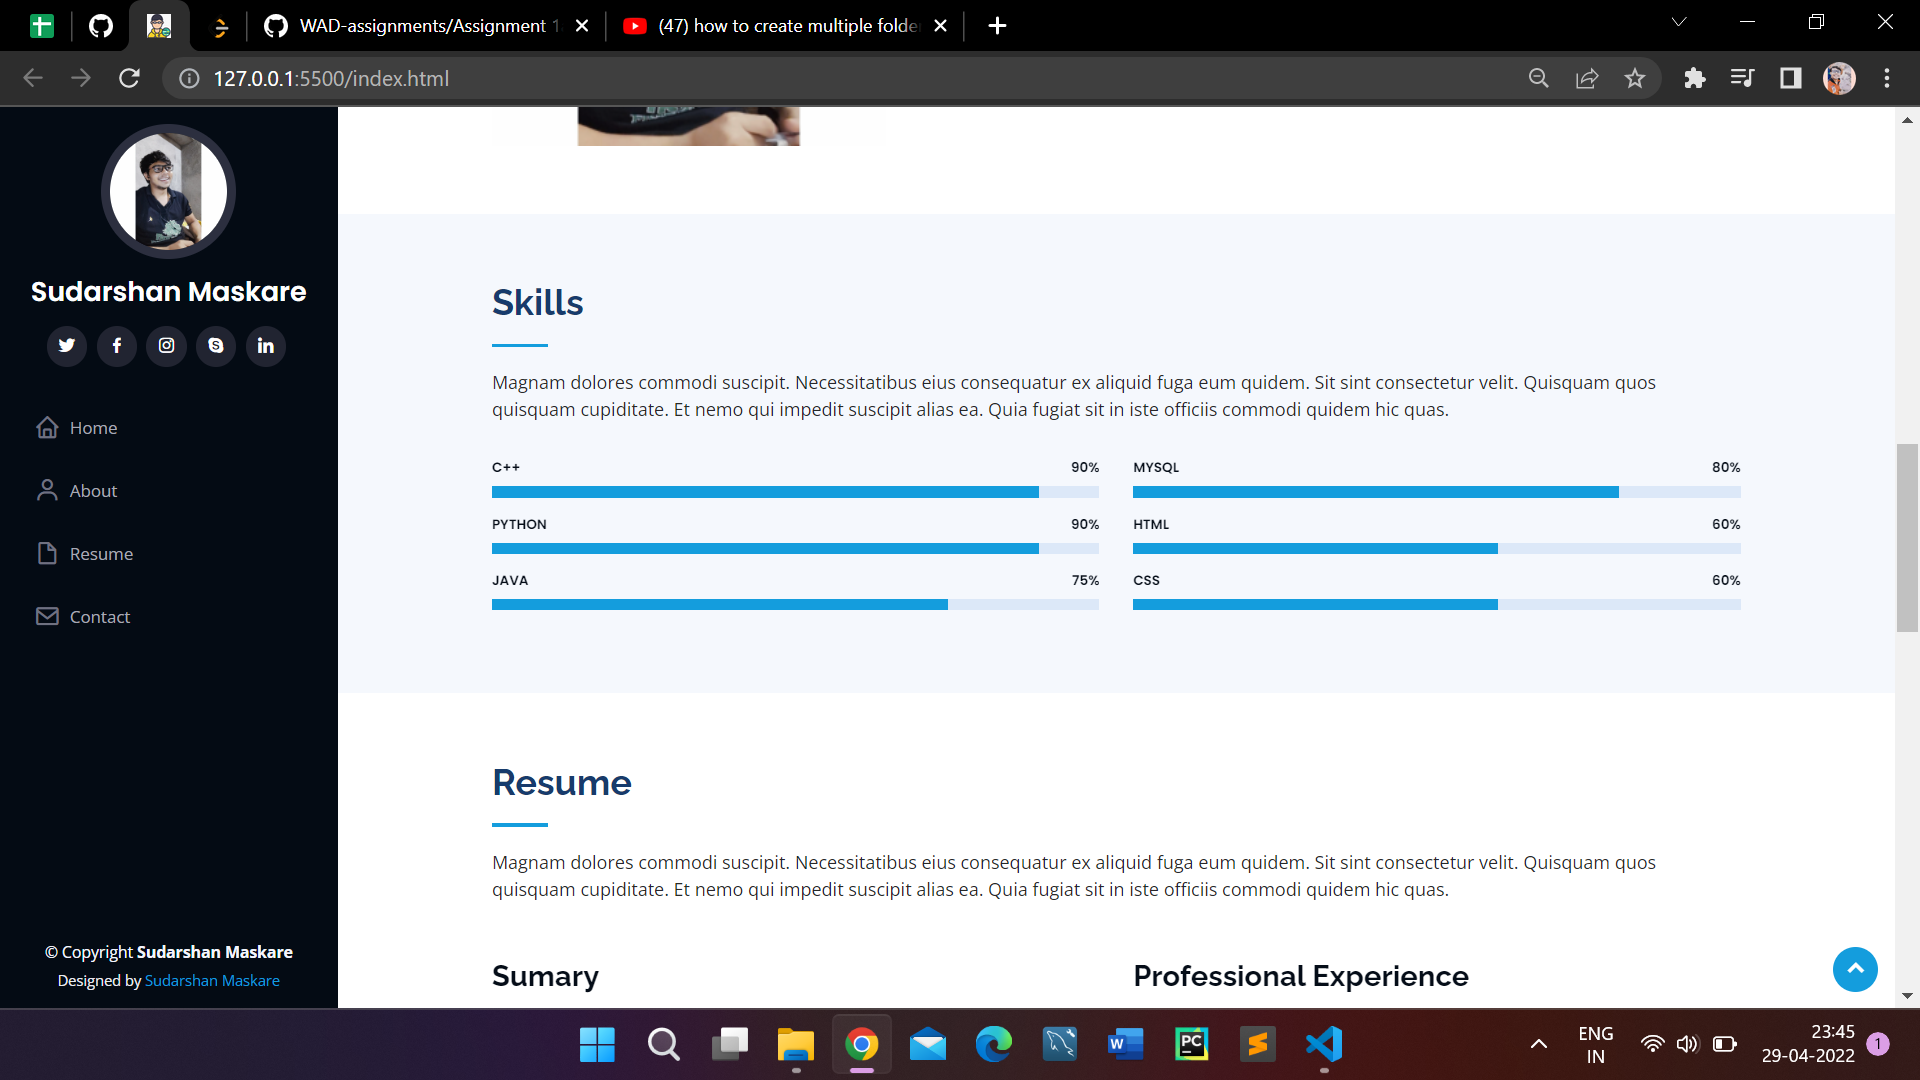 WAD-assignments/Assignment 1
(47) how to create multiple folde
127.0.0.1:5500/index.html
Sudarshan Maskare
Home
About
Resume
Contact
© Copyright Sudarshan Maskare
Designed by Sudarshan Maskare
Skills
Magnam dolores commodi suscipit. Necessitatibus eius consequatur ex aliquid fuga eum quidem. Sit sint consectetur velit. Quisquam quos
quisquam cupiditate. Et nemo qui impedit suscipit alias ea. Quia fugiat sit in iste officiis commodi quidem hic quas.
C++ 90%
MYSQL 80%
PYTHON 90%
HTML 60%
JAVA 75%
CSS 60%
Resume
Magnam dolores commodi suscipit. Necessitatibus eius consequatur ex aliquid fuga eum quidem. Sit sint consectetur velit. Quisquam quos
quisquam cupiditate. Et nemo qui impedit suscipit alias ea. Quia fugiat sit in iste officiis commodi quidem hic quas.
Sumary
Professional Experience
W
PC
ENG
IN
23:45
29-04-2022
1